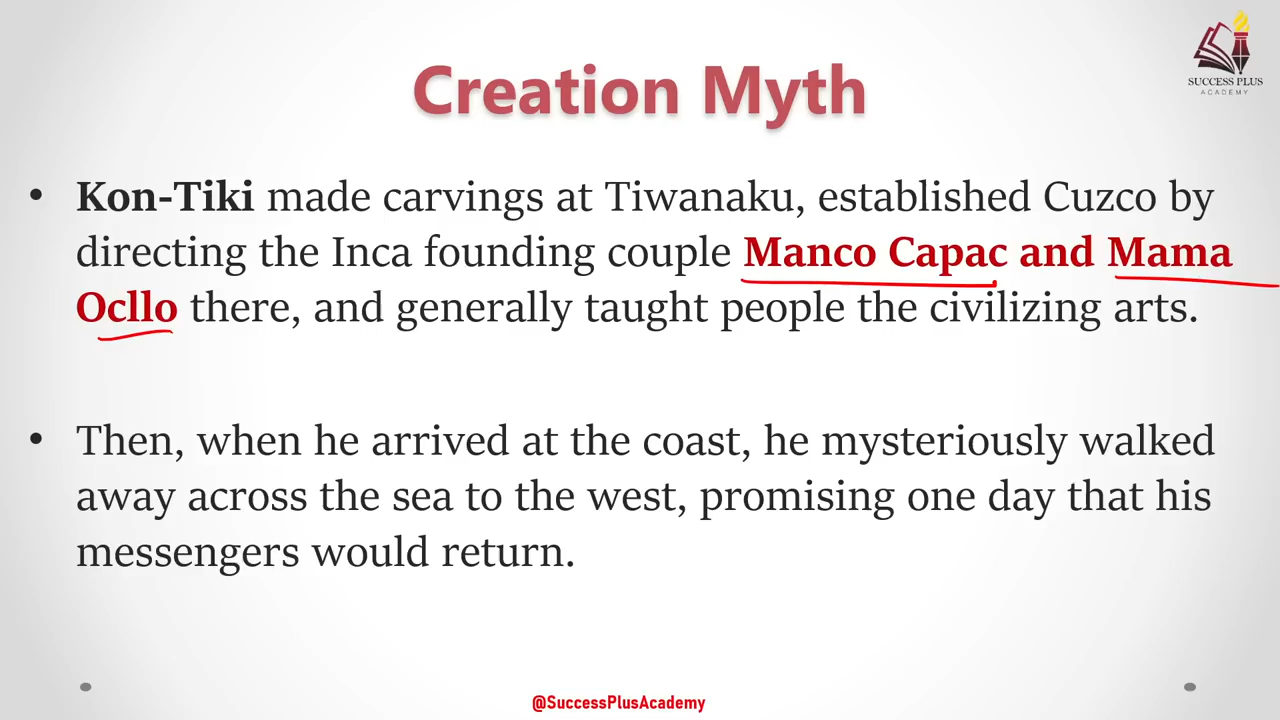 SUCCESS PLUS
ACADEMY
Creation Myth
• Kon-Tiki made carvings at Tiwanaku, established Cuzco by
directing the Inca founding couple Manco Capac and Mama
Ocllo there, and generally taught people the civilizing arts.
• Then, when he arrived at the coast, he mysteriously walked
away across the sea to the west, promising one day that his
messengers would return.
@SuccessPlusAcademy